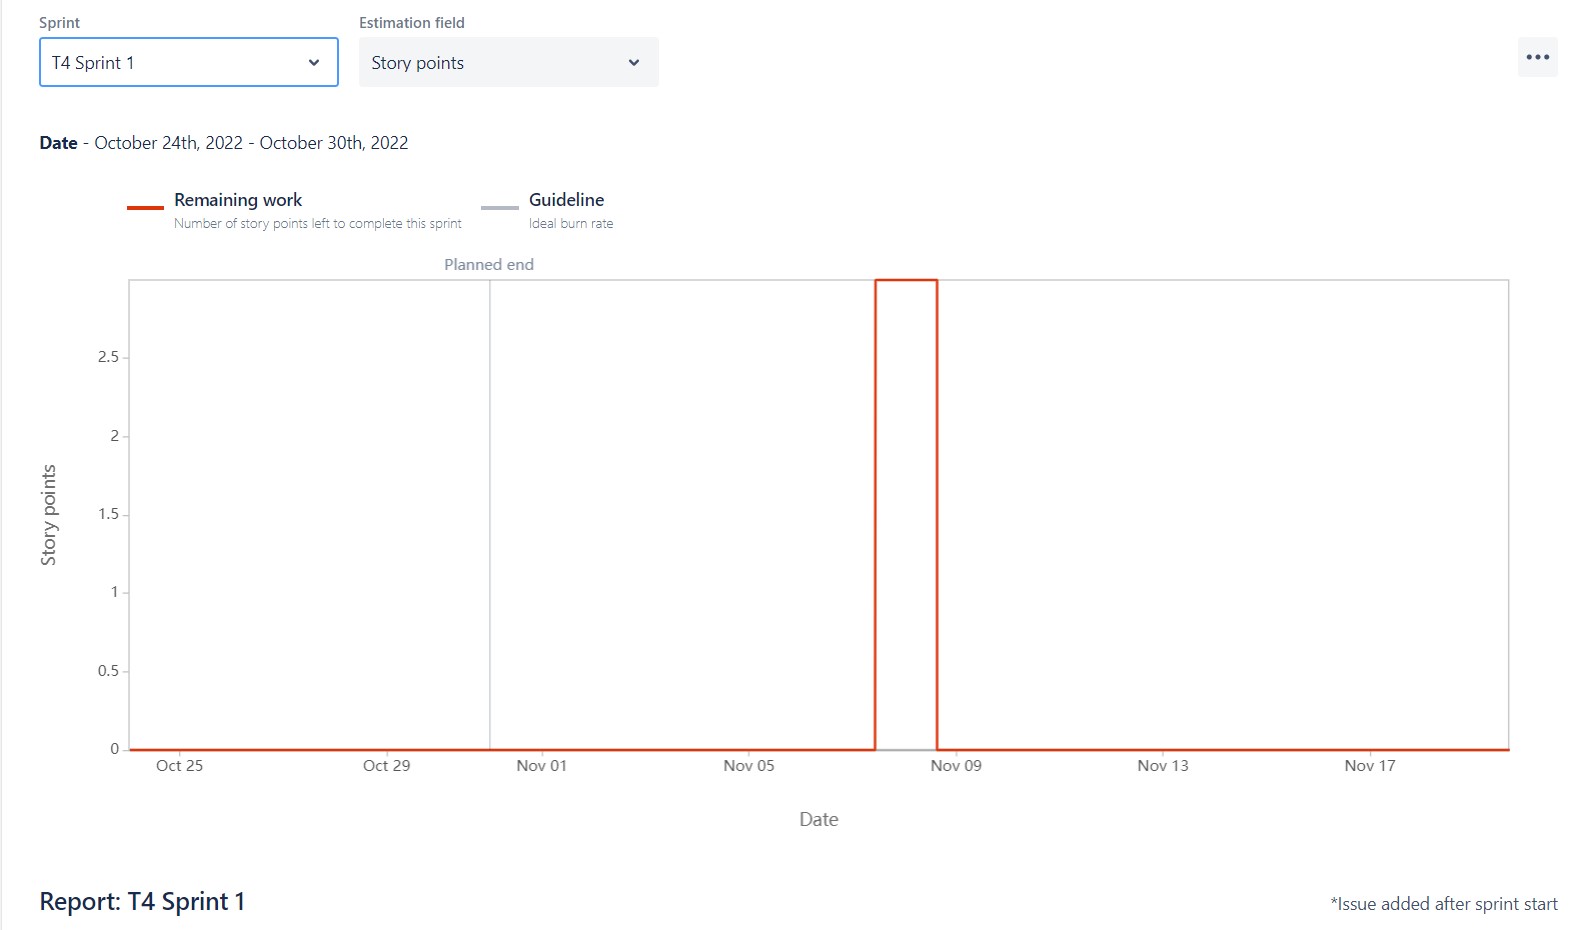 Sprint
Estimation field
T4 Sprint 1
Story points
Date - October 24th, 2022 - October 30th, 2022
Remaining work
Number of story points left to complete this sprint
Guideline
Ideal burn rate
Planned end
2.5
2
1.5
1
0.5
0
Story points
Oct 25
Oct 29
Nov 01
Nov 05
Nov 09
Nov 13
Nov 17
Date
Report: T4 Sprint 1
*Issue added after sprint start